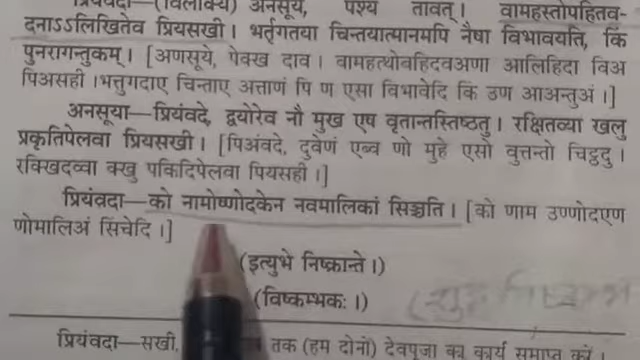 प्रियंवदा—(विलोक्य) अनसूये, पश्य तावत्। वामहस्तोपहितव-
दनाऽऽलिखितेव प्रियसखी। भर्तृगतया चिन्तयात्मानमपि नैषा विभावयति, किं
पुनरागन्तुकम्। [अणसूये, पेक्ख दाव। वामहत्थोवहिदवअणा आलिहिदा विअ
पिअसही। भत्तुगदाए चिन्ताए अत्ताणं पि ण एसा विभावेदि किं उण आअन्तुअं।]
अनसूया—प्रियंवदे, द्वयोरेव नौ मुख एष वृतान्तस्तिष्ठतु। रक्षितव्या खलु
प्रकृतिपेलवा प्रियसखी। [पिअंवदे, दुवेणं एव्व णो मुहे एसो वुत्तन्तो चिट्ठदु।
रक्खिदव्वा क्खु पकिदिपेलवा पियसही।]
प्रियंवदा—को नामोष्णोदकेन नवमालिकां सिञ्चति। [को णाम उण्णोदएण
णोमालिअं सिंचेदि।]
(इत्युभे निष्क्रान्ते।)
(विष्कम्भकः।)
प्रियंवदा—सखी, तक (हम दोनों) देवपूजा का कार्य समाप्त करें।